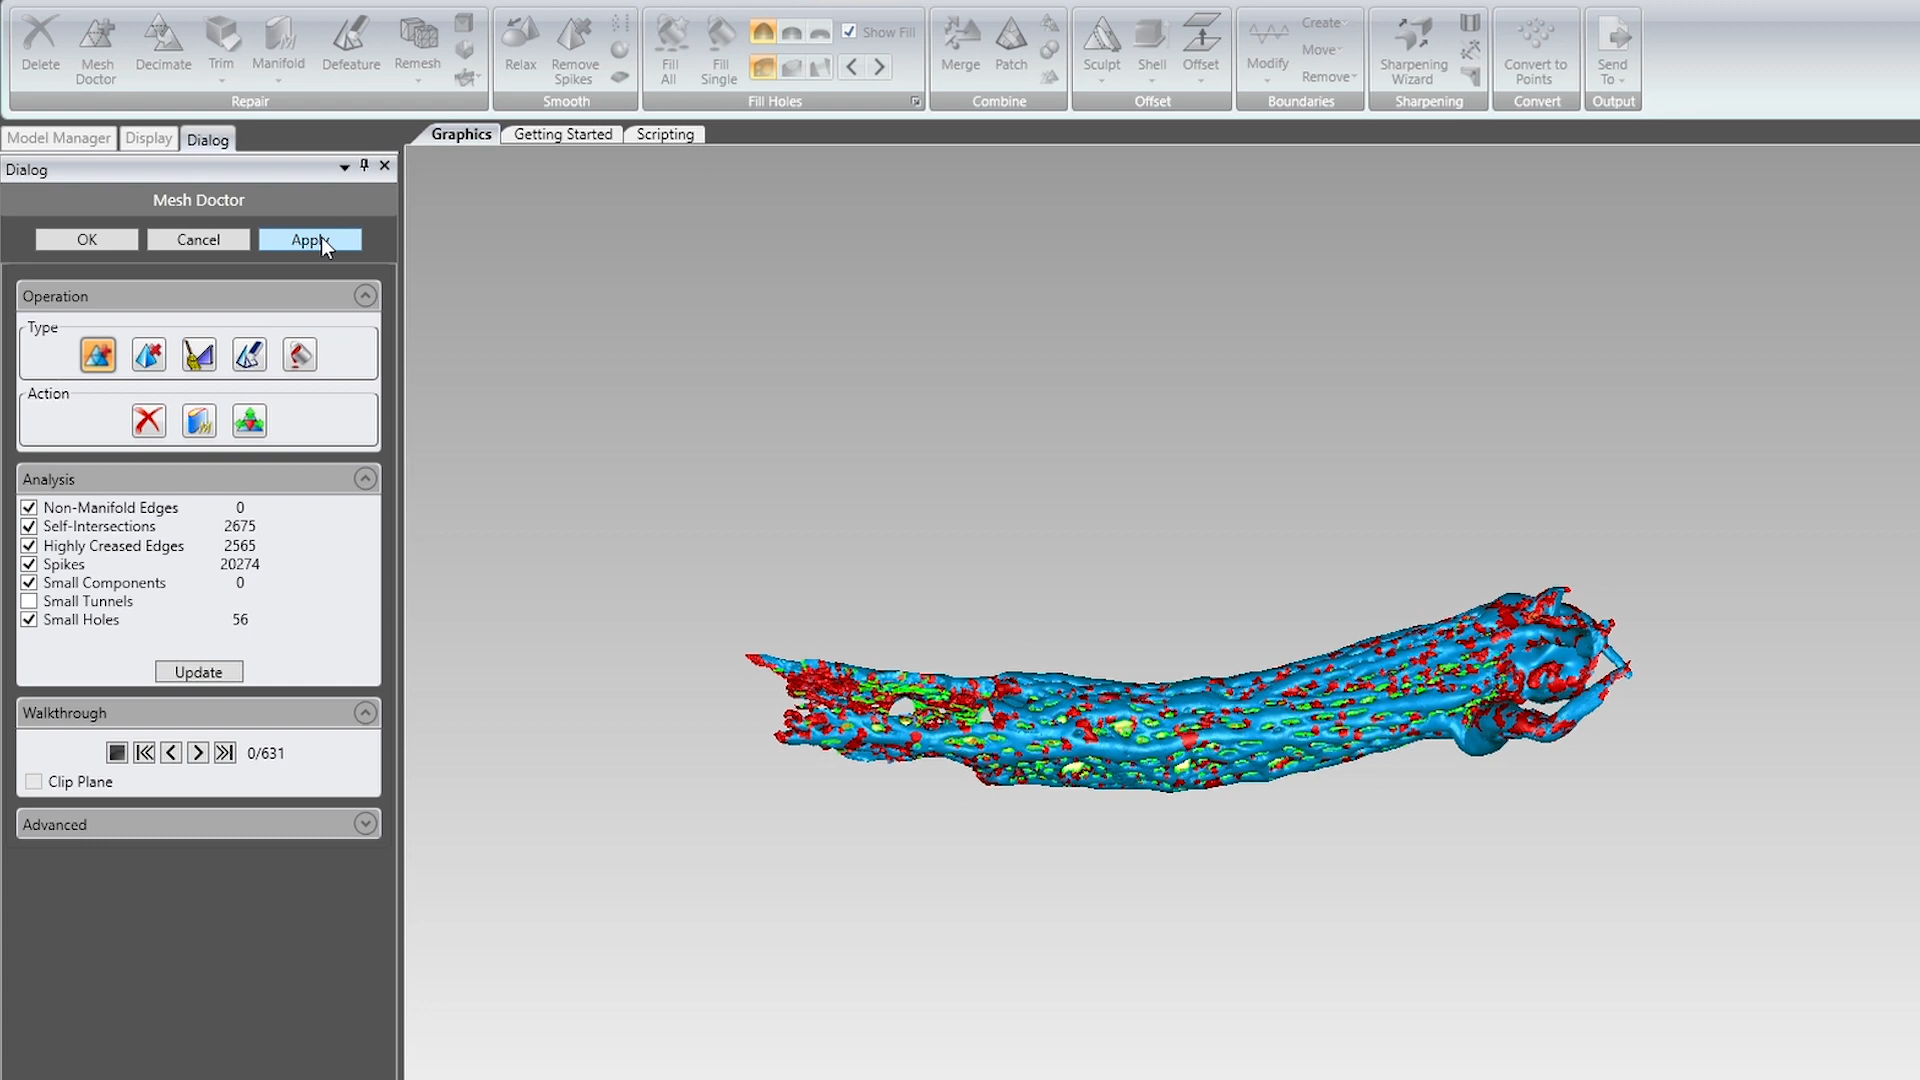 Delete
Mesh Doctor
Decimate
Trim
Manifold
Defeature
Remesh
Repair
Relax
Remove Spikes
Smooth
Fill All
Fill Single
Show Fill
Fill Holes
Merge
Patch
Combine
Sculpt
Shell
Offset
Offset
Modify
Create
Move
Remove
Boundaries
Sharpening Wizard
Sharpening
Convert to Points
Convert
Send To
Output
Model Manager
Display
Dialog
Graphics
Getting Started
Scripting
Dialog
Mesh Doctor
OK
Cancel
Apply
Operation
Type
Action
Analysis
Non-Manifold Edges 0
Self-Intersections 2675
Highly Creased Edges 2565
Spikes 20274
Small Components 0
Small Tunnels
Small Holes 56
Update
Walkthrough
0/631
Clip Plane
Advanced